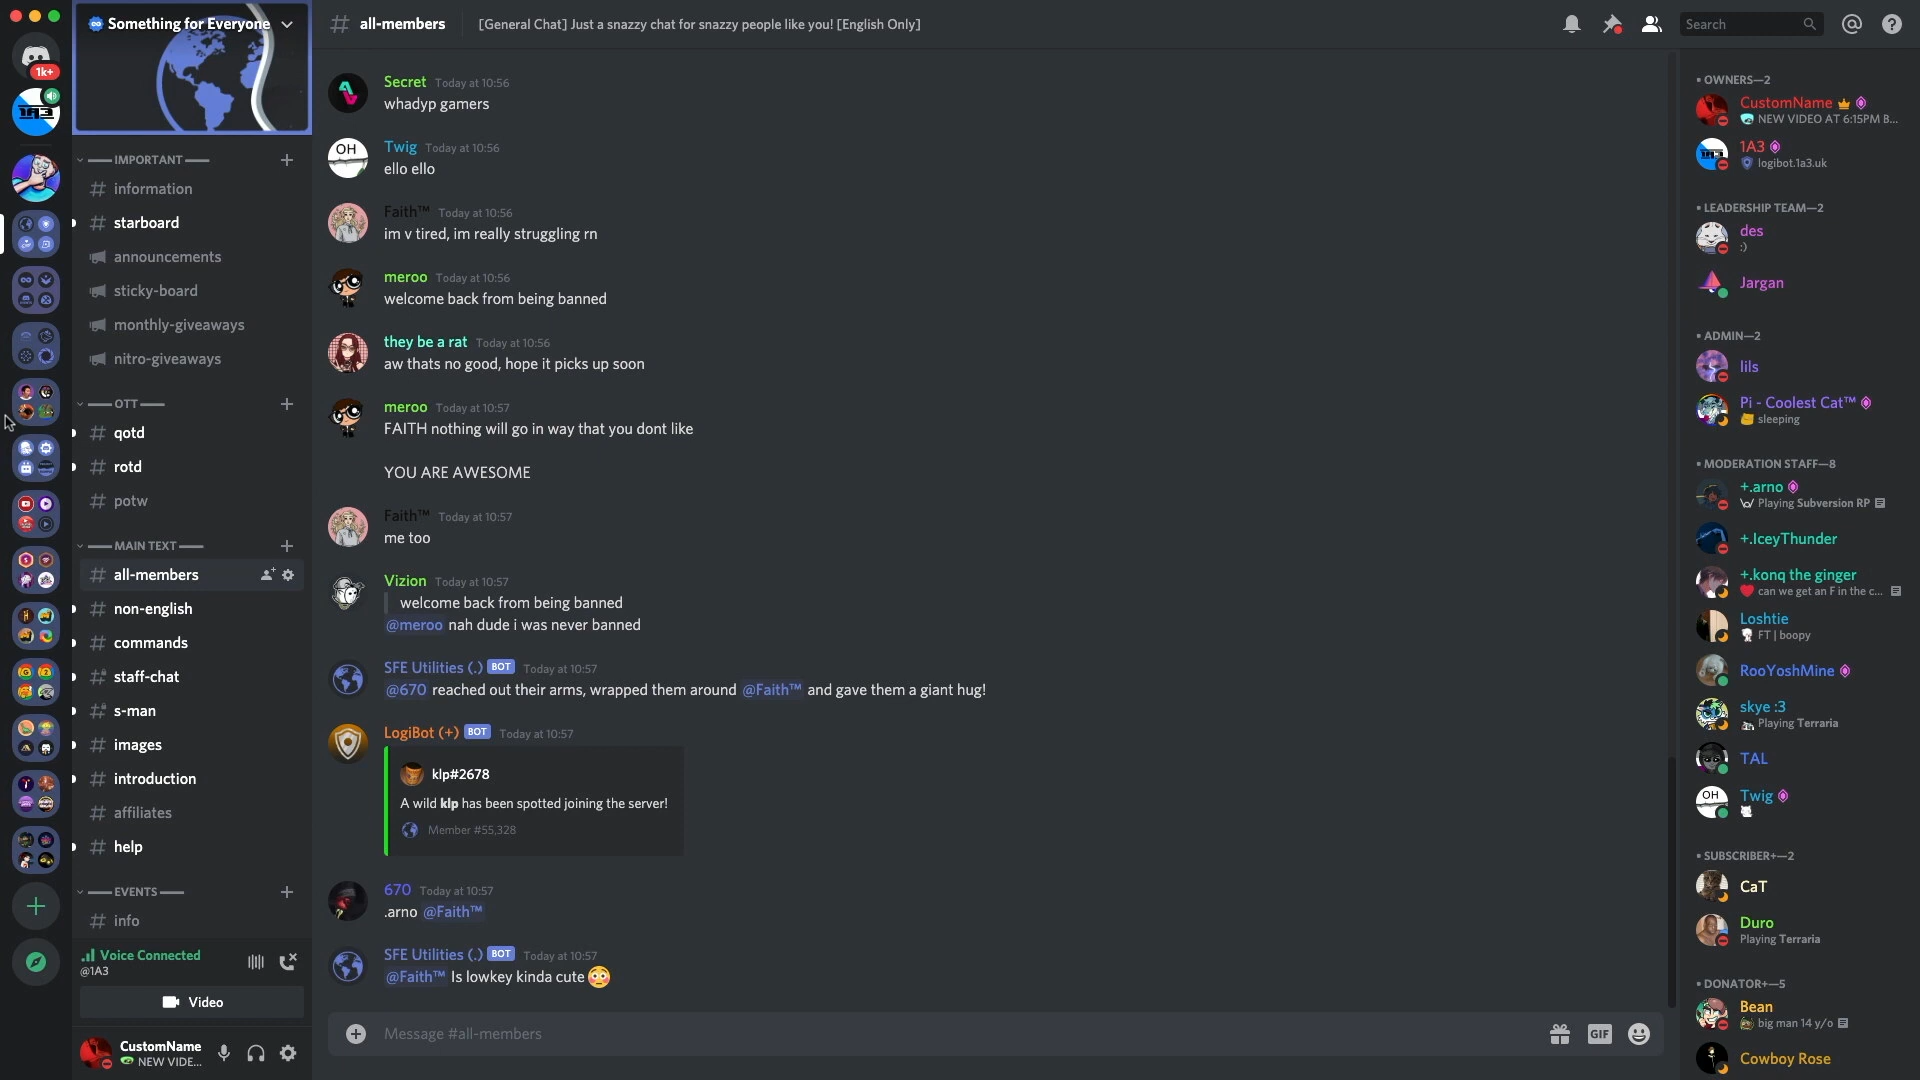 Something for Everyone
1k+
1A3
IMPORTANT
information
starboard
announcements
sticky-board
monthly-giveaways
nitro-giveaways
OTT
qotd
rotd
potw
MAIN TEXT
all-members
non-english
commands
staff-chat
s-man
images
introduction
affiliates
help
EVENTS
info
Voice Connected
@1A3
Video
CustomName
NEW VIDE...
all-members
[General Chat] Just a snazzy chat for snazzy people like you! [English Only]
Search
Secret Today at 10:56
whadyp gamers
OH
Twig Today at 10:56
ello ello
Faith™ Today at 10:56
im v tired, im really struggling rn
meroo Today at 10:56
welcome back from being banned
they be a rat Today at 10:56
aw thats no good, hope it picks up soon
meroo Today at 10:57
FAITH nothing will go in way that you dont like
YOU ARE AWESOME
Faith™ Today at 10:57
me too
Vizion Today at 10:57
welcome back from being banned
@meroo nah dude i was never banned
SFE Utilities (.) BOT Today at 10:57
@670 reached out their arms, wrapped them around @Faith™ and gave them a giant hug!
LogiBot (+) BOT Today at 10:57
klp#2678
A wild klp has been spotted joining the server!
Member #55,328
670 Today at 10:57
.arno @Faith™
SFE Utilities (.) BOT Today at 10:57
@Faith™ Is lowkey kinda cute
Message #all-members
GIF
• OWNERS—2
CustomName
NEW VIDEO AT 6:15PM B...
1A3
logibot.1a3.uk
• LEADERSHIP TEAM—2
des
:)
Jargan
• ADMIN—2
lils
Pi - Coolest Cat™
sleeping
• MODERATION STAFF—8
+.arno
Playing Subversion RP
+.IceyThunder
+.konq the ginger
can we get an F in the c...
Loshtie
FT | boopy
RooYoshMine
skye :3
Playing Terraria
TAL
OH
Twig
• SUBSCRIBER+—2
CaT
Duro
Playing Terraria
• DONATOR+—5
Bean
big man 14 y/o
Cowboy Rose